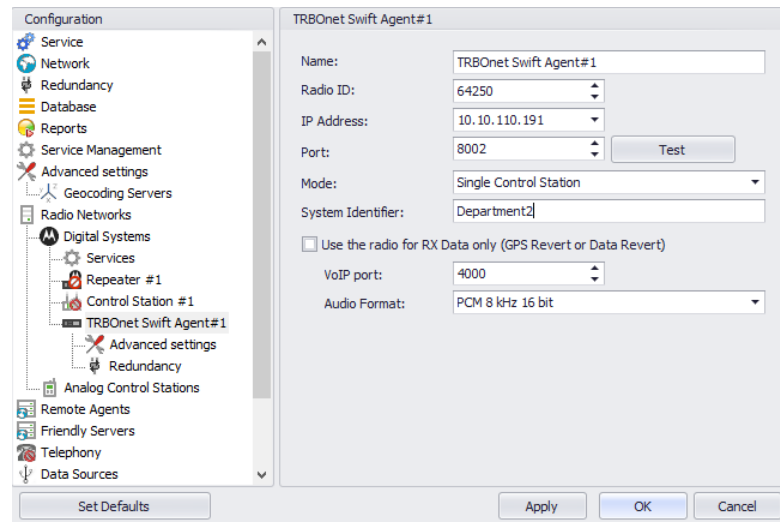 Configuration
Service
Network
Redundancy
Database
Reports
Service Management
Advanced settings
Geocoding Servers
Radio Networks
Digital Systems
Services
Repeater #1
Control Station #1
TRBOnet Swift Agent#1
Advanced settings
Redundancy
Analog Control Stations
Remote Agents
Friendly Servers
Telephony
Data Sources
Set Defaults
TRBOnet Swift Agent#1
Name: TRBOnet Swift Agent#1
Radio ID: 64250
IP Address: 10.10.110.191
Port: 8002 Test
Mode: Single Control Station
System Identifier: Department2
Use the radio for RX Data only (GPS Revert or Data Revert)
VoIP port: 4000
Audio Format: PCM 8 kHz 16 bit
Apply OK Cancel